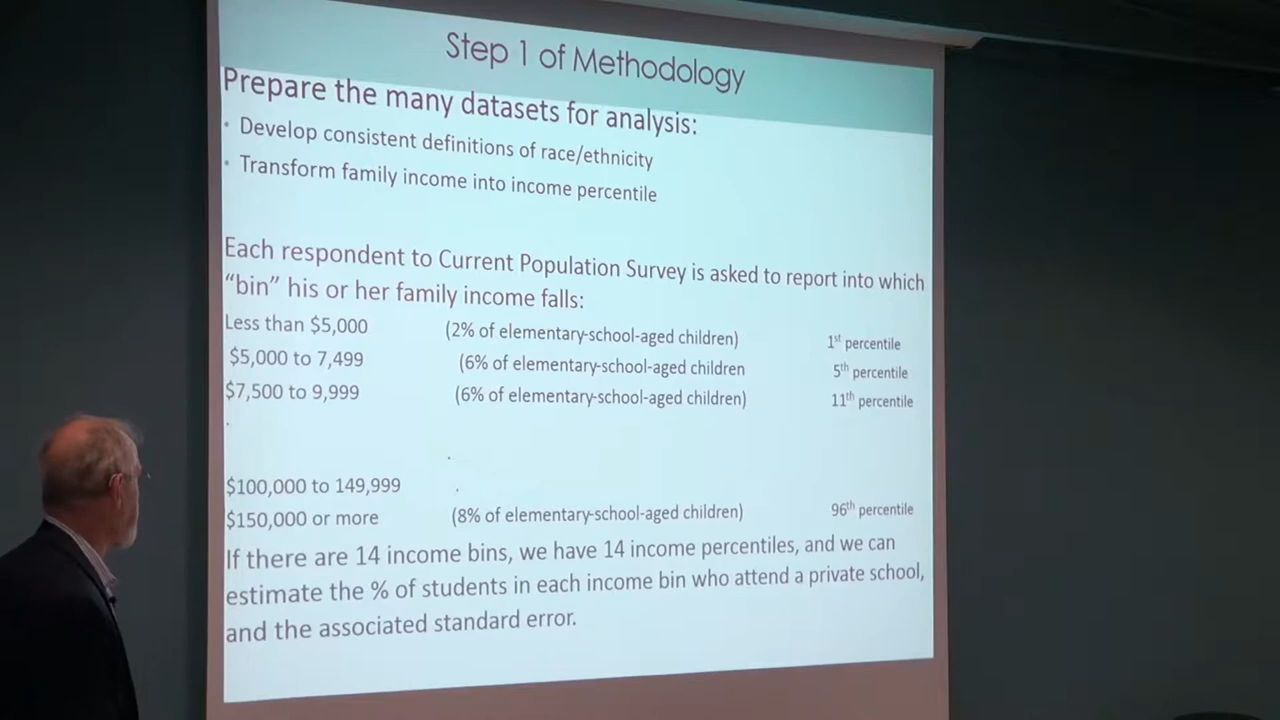 Step 1 of Methodology
Prepare the many datasets for analysis:
• Develop consistent definitions of race/ethnicity
• Transform family income into income percentile
Each respondent to Current Population Survey is asked to report into which
“bin” his or her family income falls:
Less than $5,000 (2% of elementary-school-aged children) 1st percentile
$5,000 to 7,499 (6% of elementary-school-aged children 5th percentile
$7,500 to 9,999 (6% of elementary-school-aged children) 11th percentile
.
.
$100,000 to 149,999 .
$150,000 or more (8% of elementary-school-aged children) 96th percentile
If there are 14 income bins, we have 14 income percentiles, and we can
estimate the % of students in each income bin who attend a private school,
and the associated standard error.